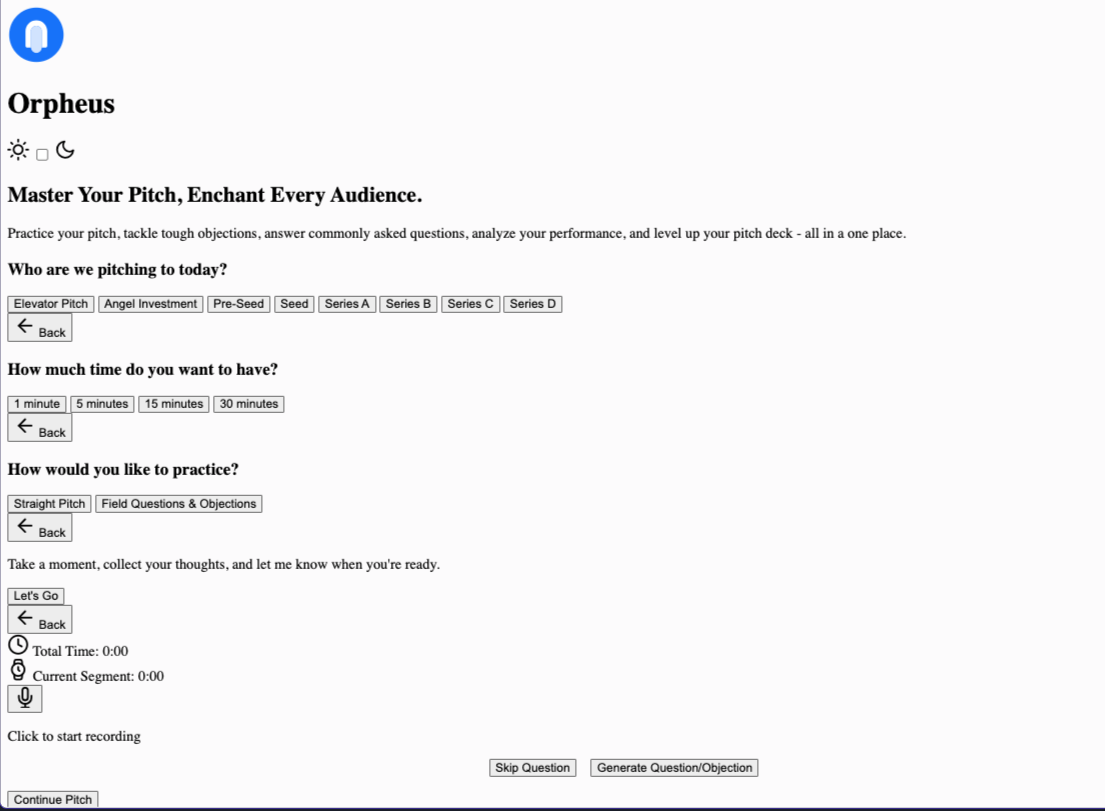 Orpheus
Master Your Pitch, Enchant Every Audience.
Practice your pitch, tackle tough objections, answer commonly asked questions, analyze your performance, and level up your pitch deck - all in a one place.
Who are we pitching to today?
Elevator Pitch Angel Investment Pre-Seed Seed Series A Series B Series C Series D
Back
How much time do you want to have?
1 minute 5 minutes 15 minutes 30 minutes
Back
How would you like to practice?
Straight Pitch Field Questions & Objections
Back
Take a moment, collect your thoughts, and let me know when you're ready.
Let's Go
Back
Total Time: 0:00
Current Segment: 0:00
Click to start recording
Skip Question Generate Question/Objection
Continue Pitch